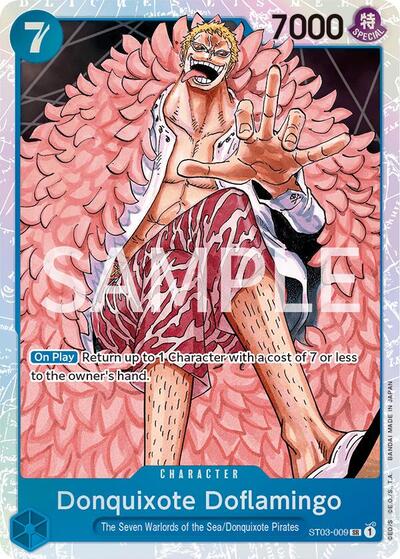 7
7000
特
SPECIAL
SAMPLE
On Play Return up to 1 Character with a cost of 7 or less
to the owner's hand.
CHARACTER
Donquixote Doflamingo
The Seven Warlords of the Sea/Donquixote Pirates
ST03-009 SR 1
©E.O./S. ©E.O./S., T.A. BANDAI MADE IN JAPAN